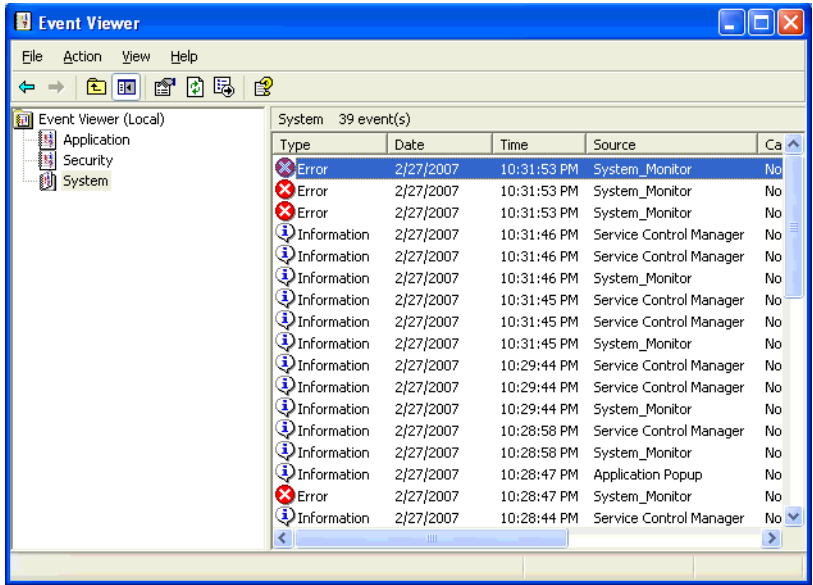 Event Viewer
File Action View Help
Event Viewer (Local)
Application
Security
System
System 39 event(s)
Type Date Time Source Ca
Error 2/27/2007 10:31:53 PM System_Monitor No
Error 2/27/2007 10:31:53 PM System_Monitor No
Error 2/27/2007 10:31:53 PM System_Monitor No
Information 2/27/2007 10:31:46 PM Service Control Manager No
Information 2/27/2007 10:31:46 PM Service Control Manager No
Information 2/27/2007 10:31:46 PM System_Monitor No
Information 2/27/2007 10:31:45 PM Service Control Manager No
Information 2/27/2007 10:31:45 PM Service Control Manager No
Information 2/27/2007 10:31:45 PM System_Monitor No
Information 2/27/2007 10:29:44 PM Service Control Manager No
Information 2/27/2007 10:29:44 PM Service Control Manager No
Information 2/27/2007 10:29:44 PM System_Monitor No
Information 2/27/2007 10:28:58 PM Service Control Manager No
Information 2/27/2007 10:28:58 PM System_Monitor No
Information 2/27/2007 10:28:47 PM Application Popup No
Error 2/27/2007 10:28:47 PM System_Monitor No
Information 2/27/2007 10:28:44 PM Service Control Manager No